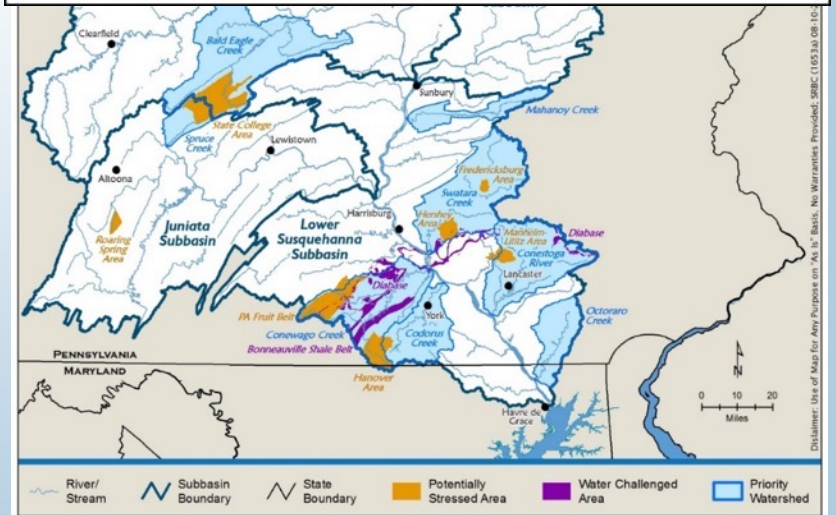 Clearfield
Bald Eagle
Creek
Sunbury
Mahanoy Creek
State College
Area
Spruce
Creek
Lewistown
Altoona
Fredericksburg
Area
Swatara
Creek
Harrisburg
Hershey
Area
Manheim-
Lititz Area
Diabase
Juniata
Subbasin
Lower
Susquehanna
Subbasin
Roaring
Spring
Area
Conestoga
River
Lancaster
Diabase
PA Fruit Belt
York
Octoraro
Creek
Conewago Creek
Codorus
Creek
Bonneauville Shale Belt
PENNSYLVANIA
MARYLAND
Hanover
Area
Havre de
Grace
N
0 10 20
Miles
Disclaimer: Use of Map for Any Purpose on "As Is" Basis, No Warranties Provided; SRBC (1653a) 08-10-
River/
Stream
Subbasin
Boundary
State
Boundary
Potentially
Stressed Area
Water Challenged
Area
Priority
Watershed